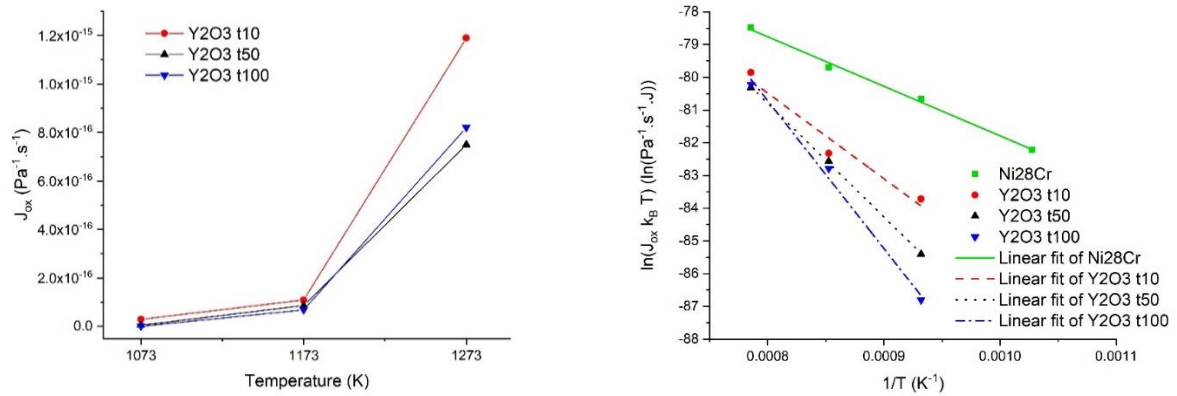 Y2O3 t10
Y2O3 t50
Y2O3 t100
1.2x10⁻¹⁵
1.0x10⁻¹⁵
8.0x10⁻¹⁶
6.0x10⁻¹⁶
4.0x10⁻¹⁶
2.0x10⁻¹⁶
0.0
J_ox (Pa⁻¹.s⁻¹)
1073 1173 1273
Temperature (K)
-78
-79
-80
-81
-82
-83
-84
-85
-86
-87
-88
ln(J_ox k_B T) (ln(Pa⁻¹.s⁻¹.J))
Ni28Cr
Y2O3 t10
Y2O3 t50
Y2O3 t100
Linear fit of Ni28Cr
Linear fit of Y2O3 t10
Linear fit of Y2O3 t50
Linear fit of Y2O3 t100
0.0008 0.0009 0.0010 0.0011
1/T (K⁻¹)